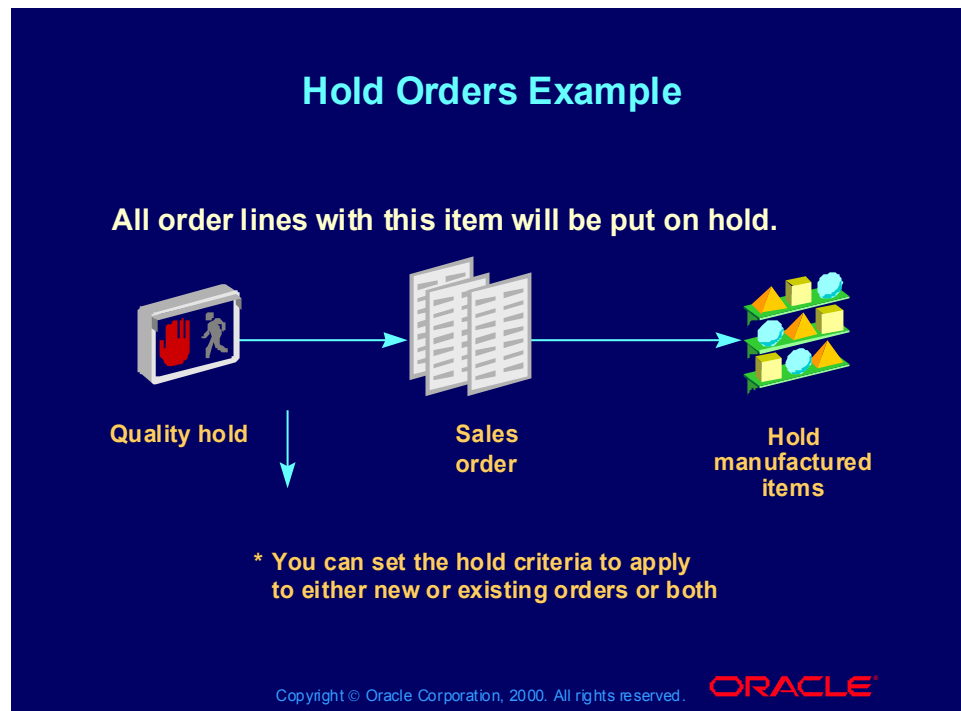 Hold Orders Example
All order lines with this item will be put on hold.
Quality hold
Sales
order
Hold
manufactured
items
* You can set the hold criteria to apply
to either new or existing orders or both
Copyright © Oracle Corporation, 2000. All rights reserved.
ORACLE